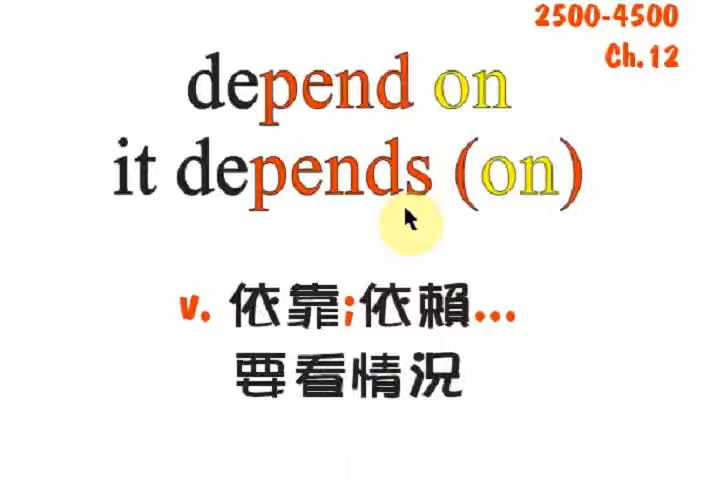 2500-4500
Ch.12
depend on
it depends (on)
v. 依靠;依賴...
要看情況